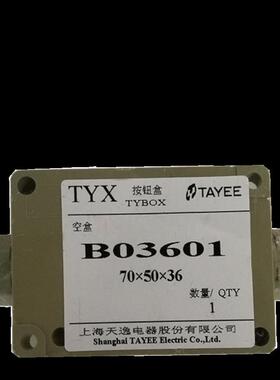 TYX 按钮盒 TAYEE
TYBOX
空盒
B03601
70×50×36
数量/ QTY
1
上海天逸电器股份有限公司
Shanghai TAYEE Electric Co.,Ltd.